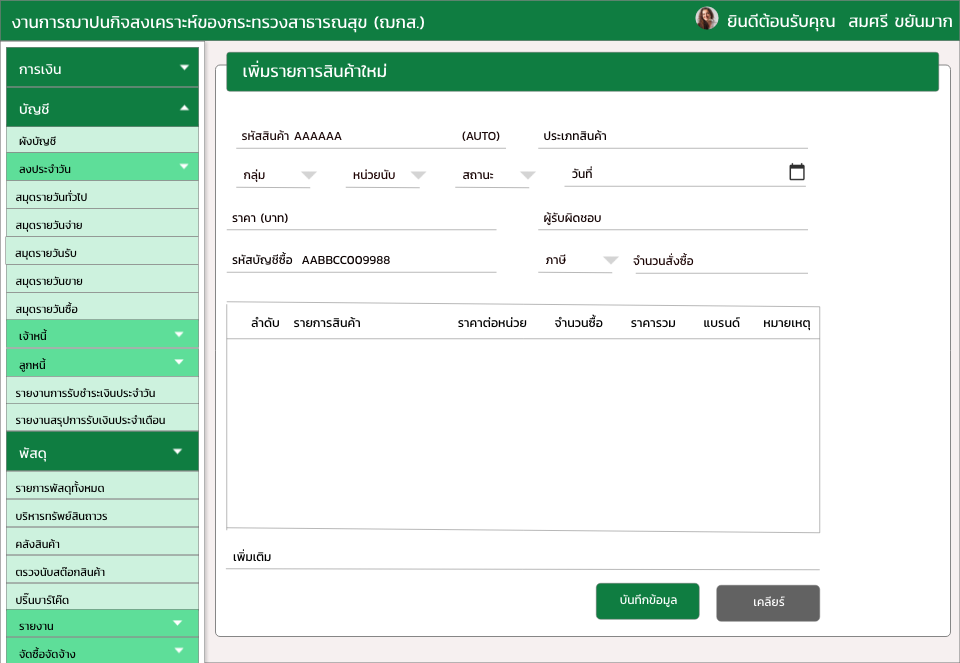 งานการฌาปนกิจสงเคราะห์ของกระทรวงสาธารณสุข (ฌกส.)
ยินดีต้อนรับคุณ สมศรี ขยันมาก
การเงิน
บัญชี
ผังบัญชี
ลงประจำวัน
สมุดรายวันทั่วไป
สมุดรายวันจ่าย
สมุดรายวันรับ
สมุดรายวันขาย
สมุดรายวันซื้อ
เจ้าหนี้
ลูกหนี้
รายงานการรับชำระเงินประจำวัน
รายงานสรุปการรับเงินประจำเดือน
พัสดุ
รายการพัสดุทั้งหมด
บริหารทรัพย์สินถาวร
คลังสินค้า
ตรวจนับสต๊อกสินค้า
ปริ๊นบาร์โค๊ด
รายงาน
จัดซื้อจัดจ้าง
เพิ่มรายการสินค้าใหม่
รหัสสินค้า AAAAAA (AUTO) ประเภทสินค้า
กลุ่ม หน่วยนับ สถานะ วันที่
ราคา (บาท) ผู้รับผิดชอบ
รหัสบัญชีซื้อ AABBCC009988 ภาษี จำนวนสั่งซื้อ
ลำดับ รายการสินค้า ราคาต่อหน่วย จำนวนซื้อ ราคารวม แบรนด์ หมายเหตุ
เพิ่มเติม
บันทึกข้อมูล เคลียร์